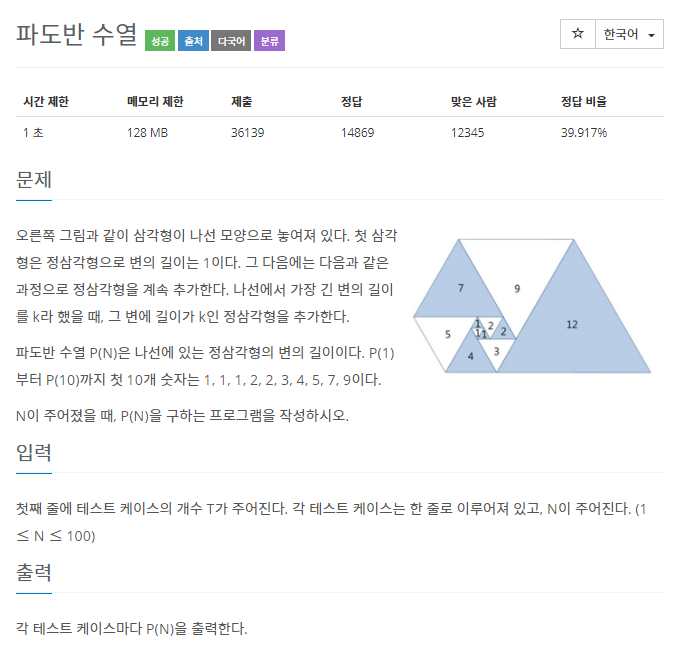 파도반 수열 성공 출처 다국어 분류 ☆ 한국어
시간 제한 메모리 제한 제출 정답 맞은 사람 정답 비율
1 초 128 MB 36139 14869 12345 39.917%
문제
오른쪽 그림과 같이 삼각형이 나선 모양으로 놓여져 있다. 첫 삼각
형은 정삼각형으로 변의 길이는 1이다. 그 다음에는 다음과 같은
과정으로 정삼각형을 계속 추가한다. 나선에서 가장 긴 변의 길이
를 k라 했을 때, 그 변에 길이가 k인 정삼각형을 추가한다.
파도반 수열 P(N)은 나선에 있는 정삼각형의 변의 길이이다. P(1)
부터 P(10)까지 첫 10개 숫자는 1, 1, 1, 2, 2, 3, 4, 5, 7, 9이다.
N이 주어졌을 때, P(N)을 구하는 프로그램을 작성하시오.
7 9
12
1 2 2
5 1 1
4 3
입력
첫째 줄에 테스트 케이스의 개수 T가 주어진다. 각 테스트 케이스는 한 줄로 이루어져 있고, N이 주어진다. (1
≤ N ≤ 100)
출력
각 테스트 케이스마다 P(N)을 출력한다.